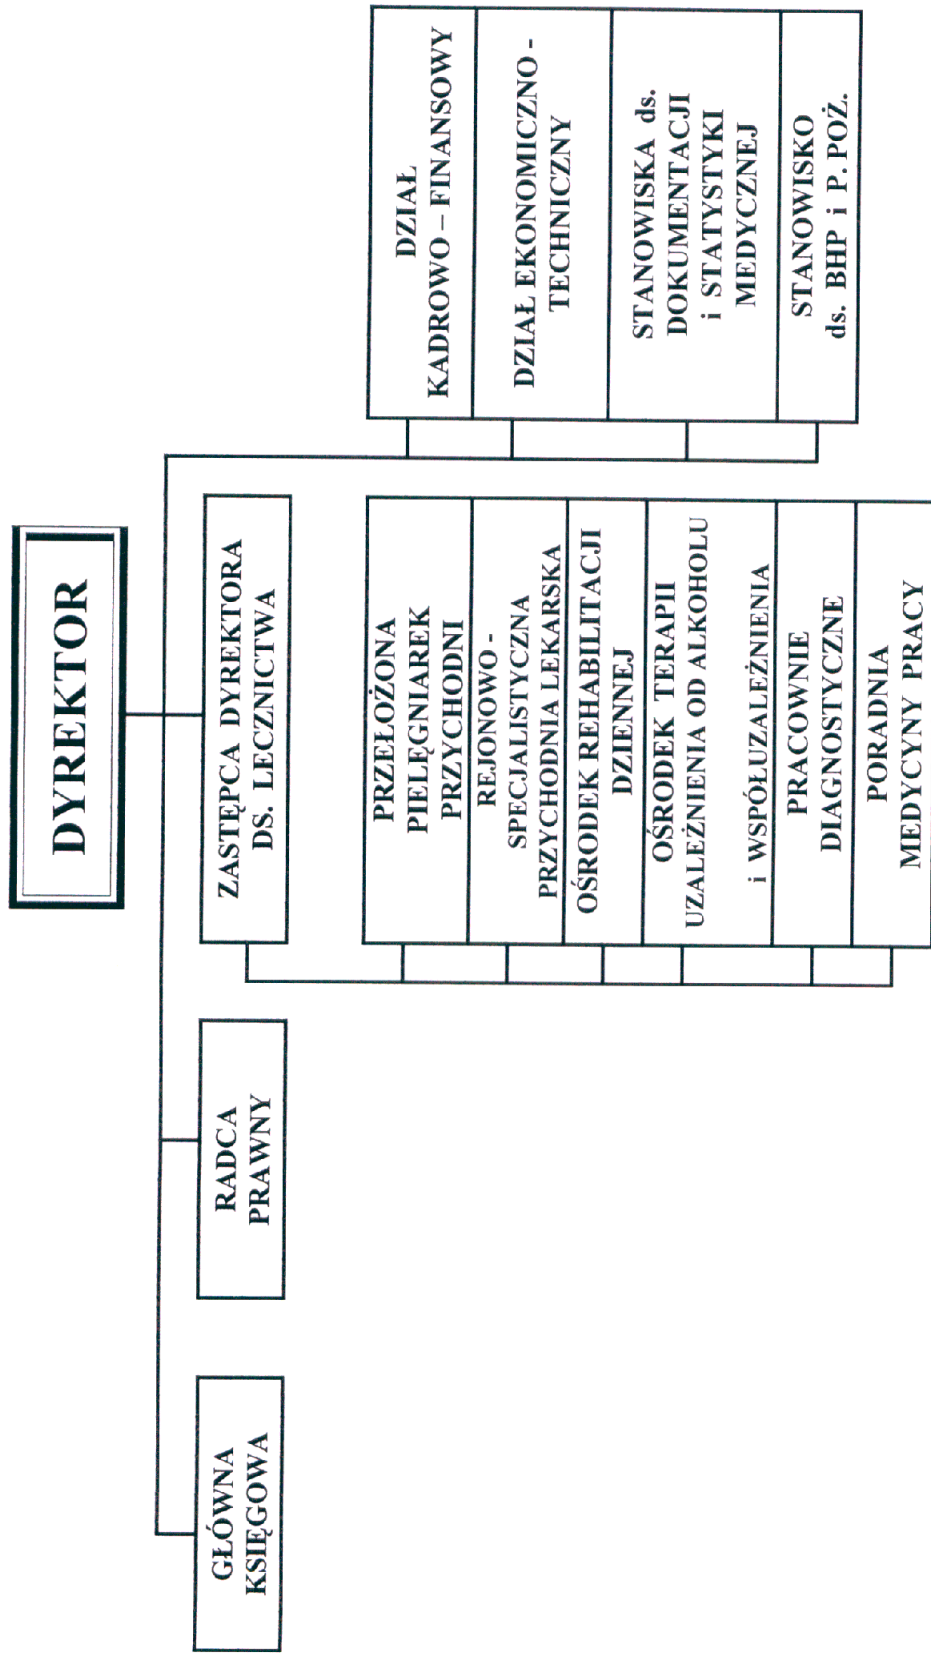 DYREKTOR
GŁÓWNA
KSIĘGOWA
RADCA
PRAWNY
ZASTĘPCA DYREKTORA
DS. LECZNICTWA
PRZEŁOŻONA
PIELĘGNIAREK
PRZYCHODNI
REJONOWO -
SPECJALISTYCZNA
PRZYCHODNIA LEKARSKA
OŚRODEK REHABILITACJI
DZIENNEJ
OŚRODEK TERAPII
UZALEŻNIENIA OD ALKOHOLU
i WSPÓŁUZALEŻNIENIA
PRACOWNIE
DIAGNOSTYCZNE
PORADNIA
MEDYCYNY PRACY
DZIAŁ
KADROWO – FINANSOWY
DZIAŁ EKONOMICZNO -
TECHNICZNY
STANOWISKA ds.
DOKUMENTACJI
i STATYSTYKI
MEDYCZNEJ
STANOWISKO
ds. BHP i P. POŻ.